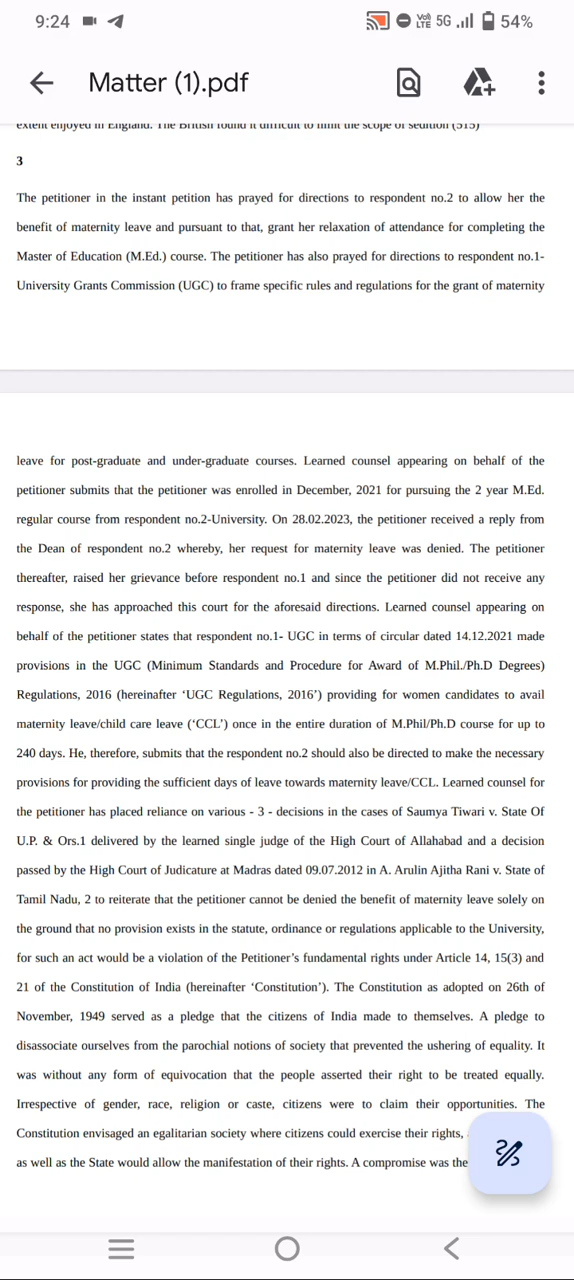 9:24
Vo)) LTE 5G 54%
Matter (1).pdf
extent enjoyed in England. The British found it difficult to limit the scope of sedition (515)
3
The petitioner in the instant petition has prayed for directions to respondent no.2 to allow her the
benefit of maternity leave and pursuant to that, grant her relaxation of attendance for completing the
Master of Education (M.Ed.) course. The petitioner has also prayed for directions to respondent no.1-
University Grants Commission (UGC) to frame specific rules and regulations for the grant of maternity
leave for post-graduate and under-graduate courses. Learned counsel appearing on behalf of the
petitioner submits that the petitioner was enrolled in December, 2021 for pursuing the 2 year M.Ed.
regular course from respondent no.2-University. On 28.02.2023, the petitioner received a reply from
the Dean of respondent no.2 whereby, her request for maternity leave was denied. The petitioner
thereafter, raised her grievance before respondent no.1 and since the petitioner did not receive any
response, she has approached this court for the aforesaid directions. Learned counsel appearing on
behalf of the petitioner states that respondent no.1- UGC in terms of circular dated 14.12.2021 made
provisions in the UGC (Minimum Standards and Procedure for Award of M.Phil./Ph.D Degrees)
Regulations, 2016 (hereinafter ‘UGC Regulations, 2016’) providing for women candidates to avail
maternity leave/child care leave (‘CCL’) once in the entire duration of M.Phil/Ph.D course for up to
240 days. He, therefore, submits that the respondent no.2 should also be directed to make the necessary
provisions for providing the sufficient days of leave towards maternity leave/CCL. Learned counsel for
the petitioner has placed reliance on various - 3 - decisions in the cases of Saumya Tiwari v. State Of
U.P. & Ors.1 delivered by the learned single judge of the High Court of Allahabad and a decision
passed by the High Court of Judicature at Madras dated 09.07.2012 in A. Arulin Ajitha Rani v. State of
Tamil Nadu, 2 to reiterate that the petitioner cannot be denied the benefit of maternity leave solely on
the ground that no provision exists in the statute, ordinance or regulations applicable to the University,
for such an act would be a violation of the Petitioner’s fundamental rights under Article 14, 15(3) and
21 of the Constitution of India (hereinafter ‘Constitution’). The Constitution as adopted on 26th of
November, 1949 served as a pledge that the citizens of India made to themselves. A pledge to
disassociate ourselves from the parochial notions of society that prevented the ushering of equality. It
was without any form of equivocation that the people asserted their right to be treated equally.
Irrespective of gender, race, religion or caste, citizens were to claim their opportunities. The
Constitution envisaged an egalitarian society where citizens could exercise their rights,
as well as the State would allow the manifestation of their rights. A compromise was the